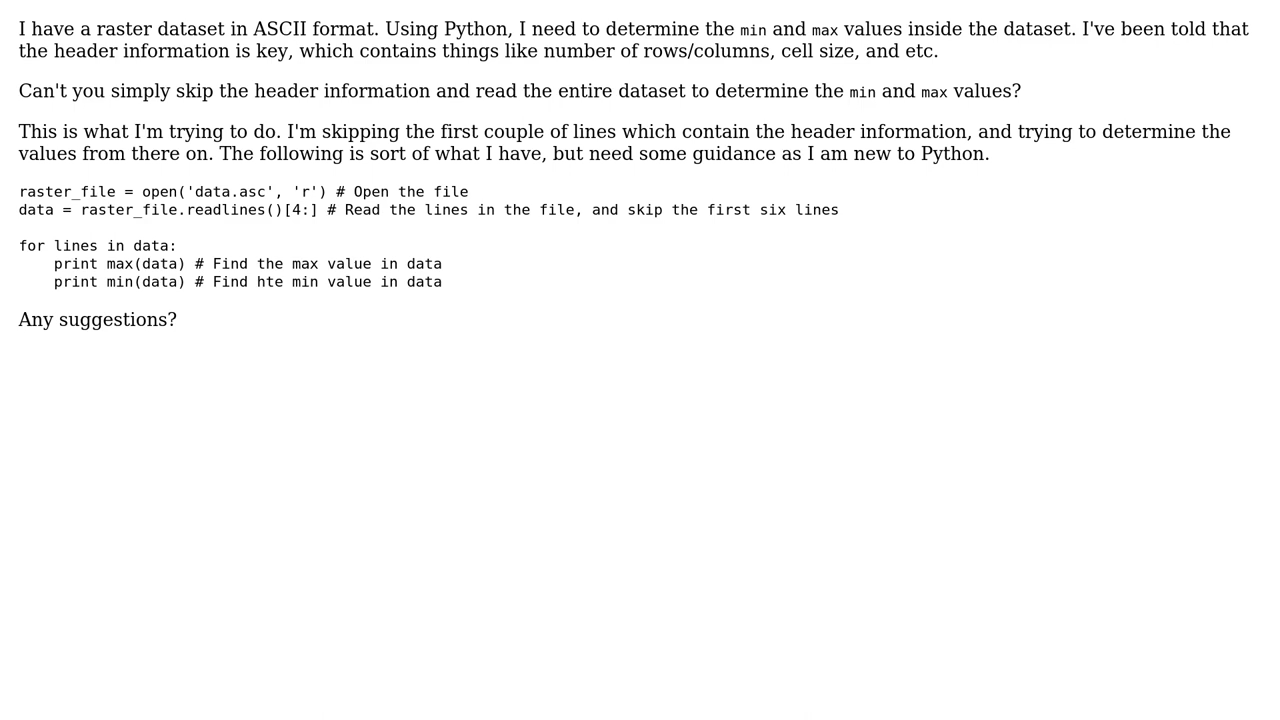 I have a raster dataset in ASCII format. Using Python, I need to determine the min and max values inside the dataset. I've been told that
the header information is key, which contains things like number of rows/columns, cell size, and etc.
Can't you simply skip the header information and read the entire dataset to determine the min and max values?
This is what I'm trying to do. I'm skipping the first couple of lines which contain the header information, and trying to determine the
values from there on. The following is sort of what I have, but need some guidance as I am new to Python.
raster_file = open('data.asc', 'r') # Open the file
data = raster_file.readlines()[4:] # Read the lines in the file, and skip the first six lines
for lines in data:
    print max(data) # Find the max value in data
    print min(data) # Find hte min value in data
Any suggestions?